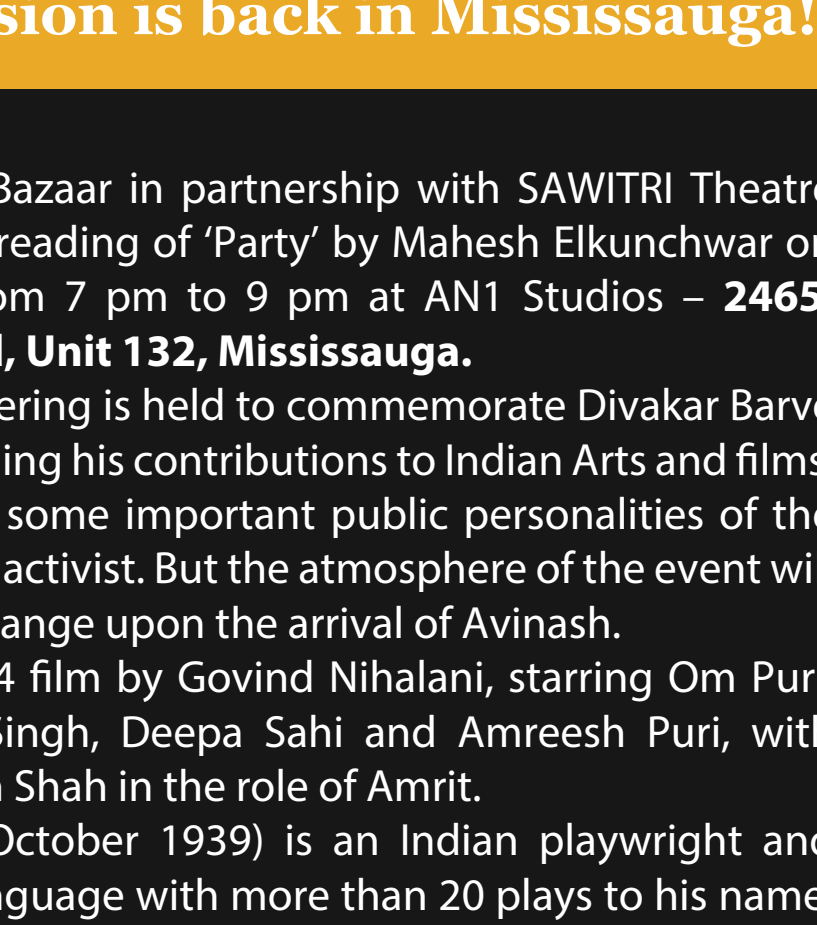 sion is back in Mississauga!
Bazaar in partnership with SAWITRI Theatre
reading of ‘Party’ by Mahesh Elkunchwar on
om 7 pm to 9 pm at AN1 Studios – 2465
, Unit 132, Mississauga.
ering is held to commemorate Divakar Barve
ing his contributions to Indian Arts and films
some important public personalities of the
activist. But the atmosphere of the event wil
ange upon the arrival of Avinash.
4 film by Govind Nihalani, starring Om Puri
Singh, Deepa Sahi and Amreesh Puri, with
Shah in the role of Amrit.
October 1939) is an Indian playwright and
nguage with more than 20 plays to his name